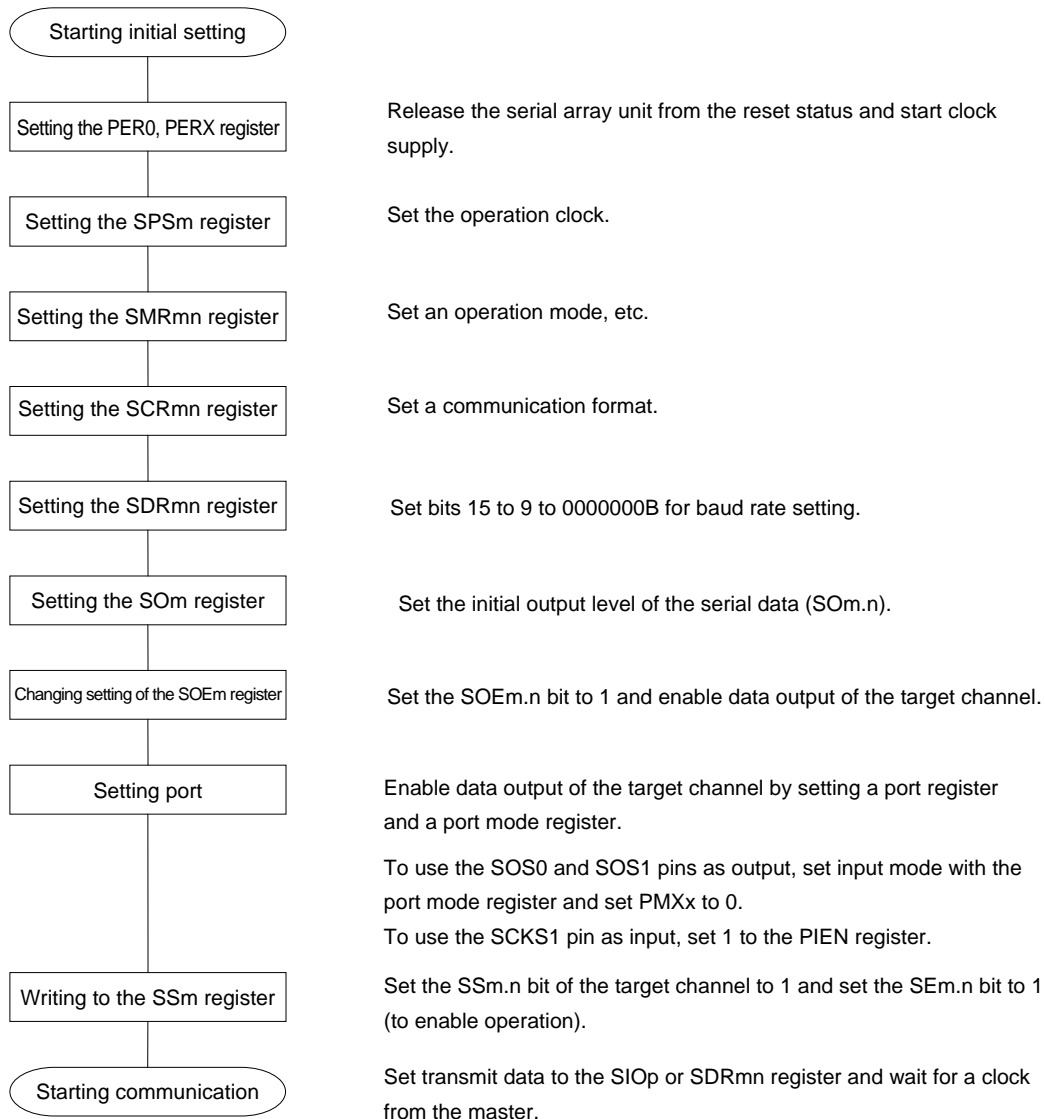 Starting initial setting
Setting the PER0, PERX register
Release the serial array unit from the reset status and start clock
supply.
Setting the SPSm register
Set the operation clock.
Setting the SMRmn register
Set an operation mode, etc.
Setting the SCRmn register
Set a communication format.
Setting the SDRmn register
Set bits 15 to 9 to 0000000B for baud rate setting.
Setting the SOm register
Set the initial output level of the serial data (SOm.n).
Changing setting of the SOEm register
Set the SOEm.n bit to 1 and enable data output of the target channel.
Setting port
Enable data output of the target channel by setting a port register
and a port mode register.
To use the SOS0 and SOS1 pins as output, set input mode with the
port mode register and set PMXx to 0.
To use the SCKS1 pin as input, set 1 to the PIEN register.
Writing to the SSm register
Set the SSm.n bit of the target channel to 1 and set the SEm.n bit to 1
(to enable operation).
Starting communication
Set transmit data to the SIOp or SDRmn register and wait for a clock
from the master.